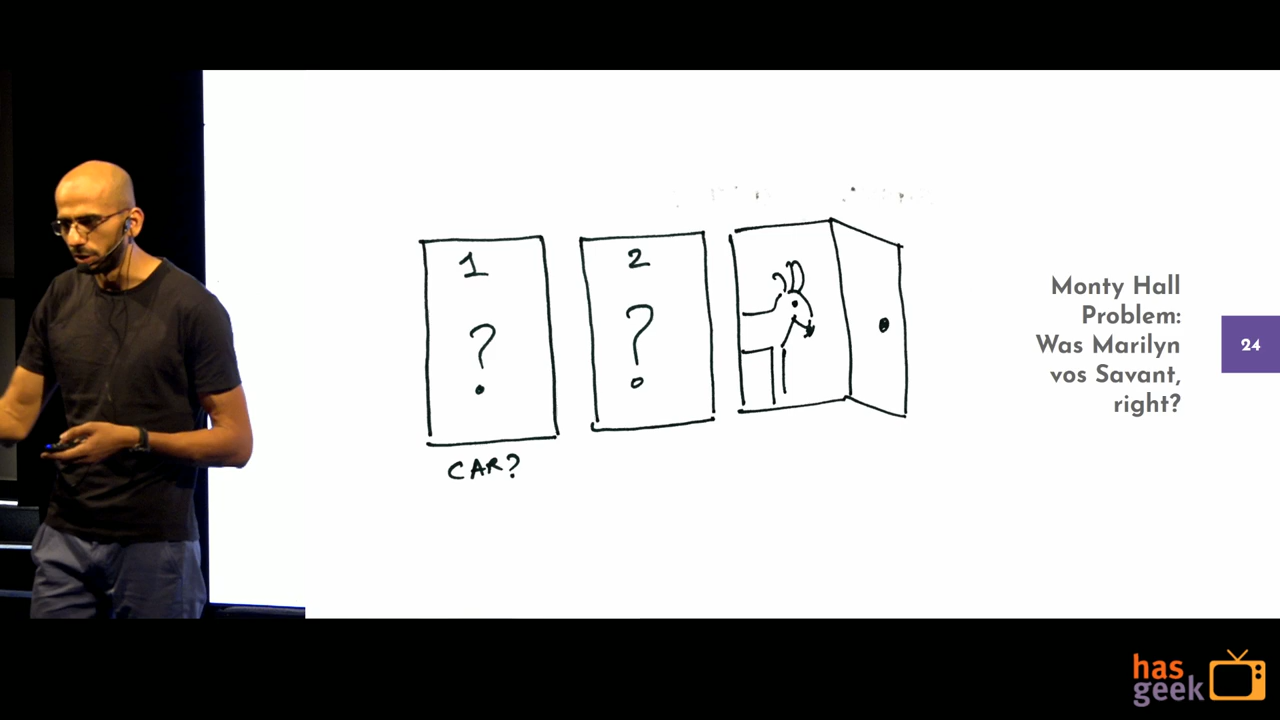 1
?
CAR?
2
?
Monty Hall
Problem:
Was Marilyn
vos Savant,
right?
24
has
geek